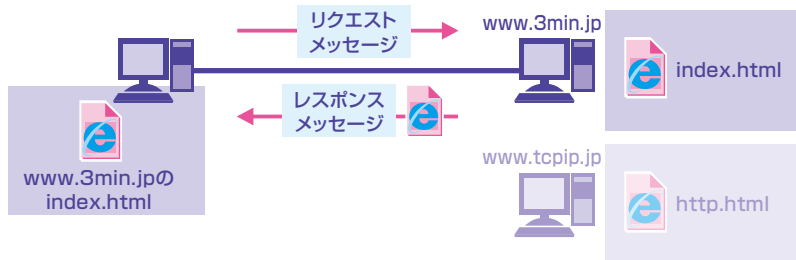 リクエスト
メッセージ
www.3min.jp
index.html
レスポンス
メッセージ
www.3min.jpの
index.html
www.tcpip.jp
http.html